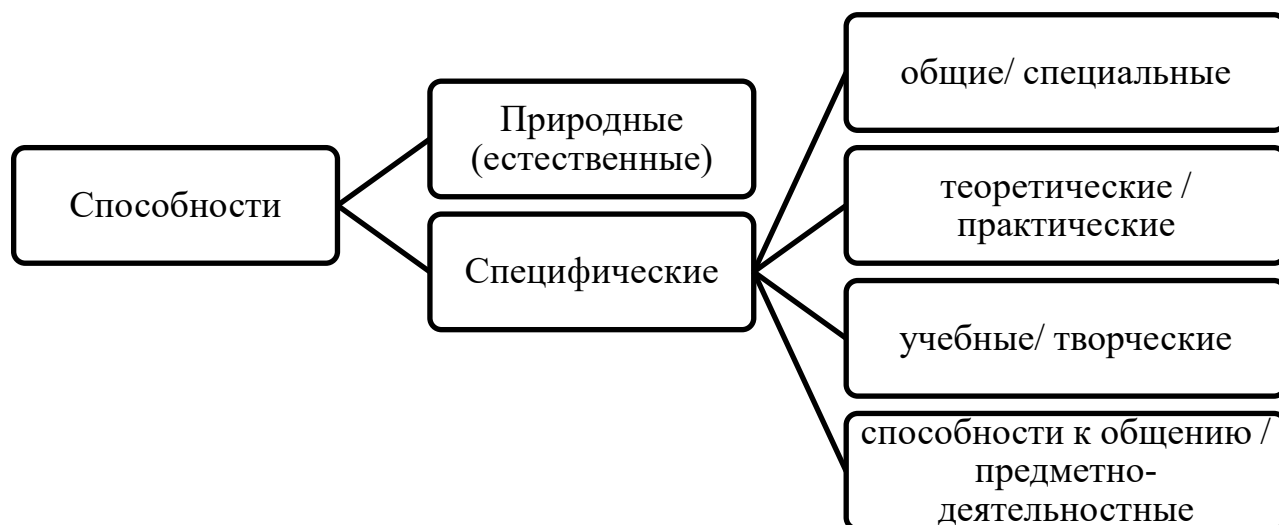 Способности
Природные
(естественные)
Специфические
общие/ специальные
теоретические /
практические
учебные/ творческие
способности к общению /
предметно-
деятельностные